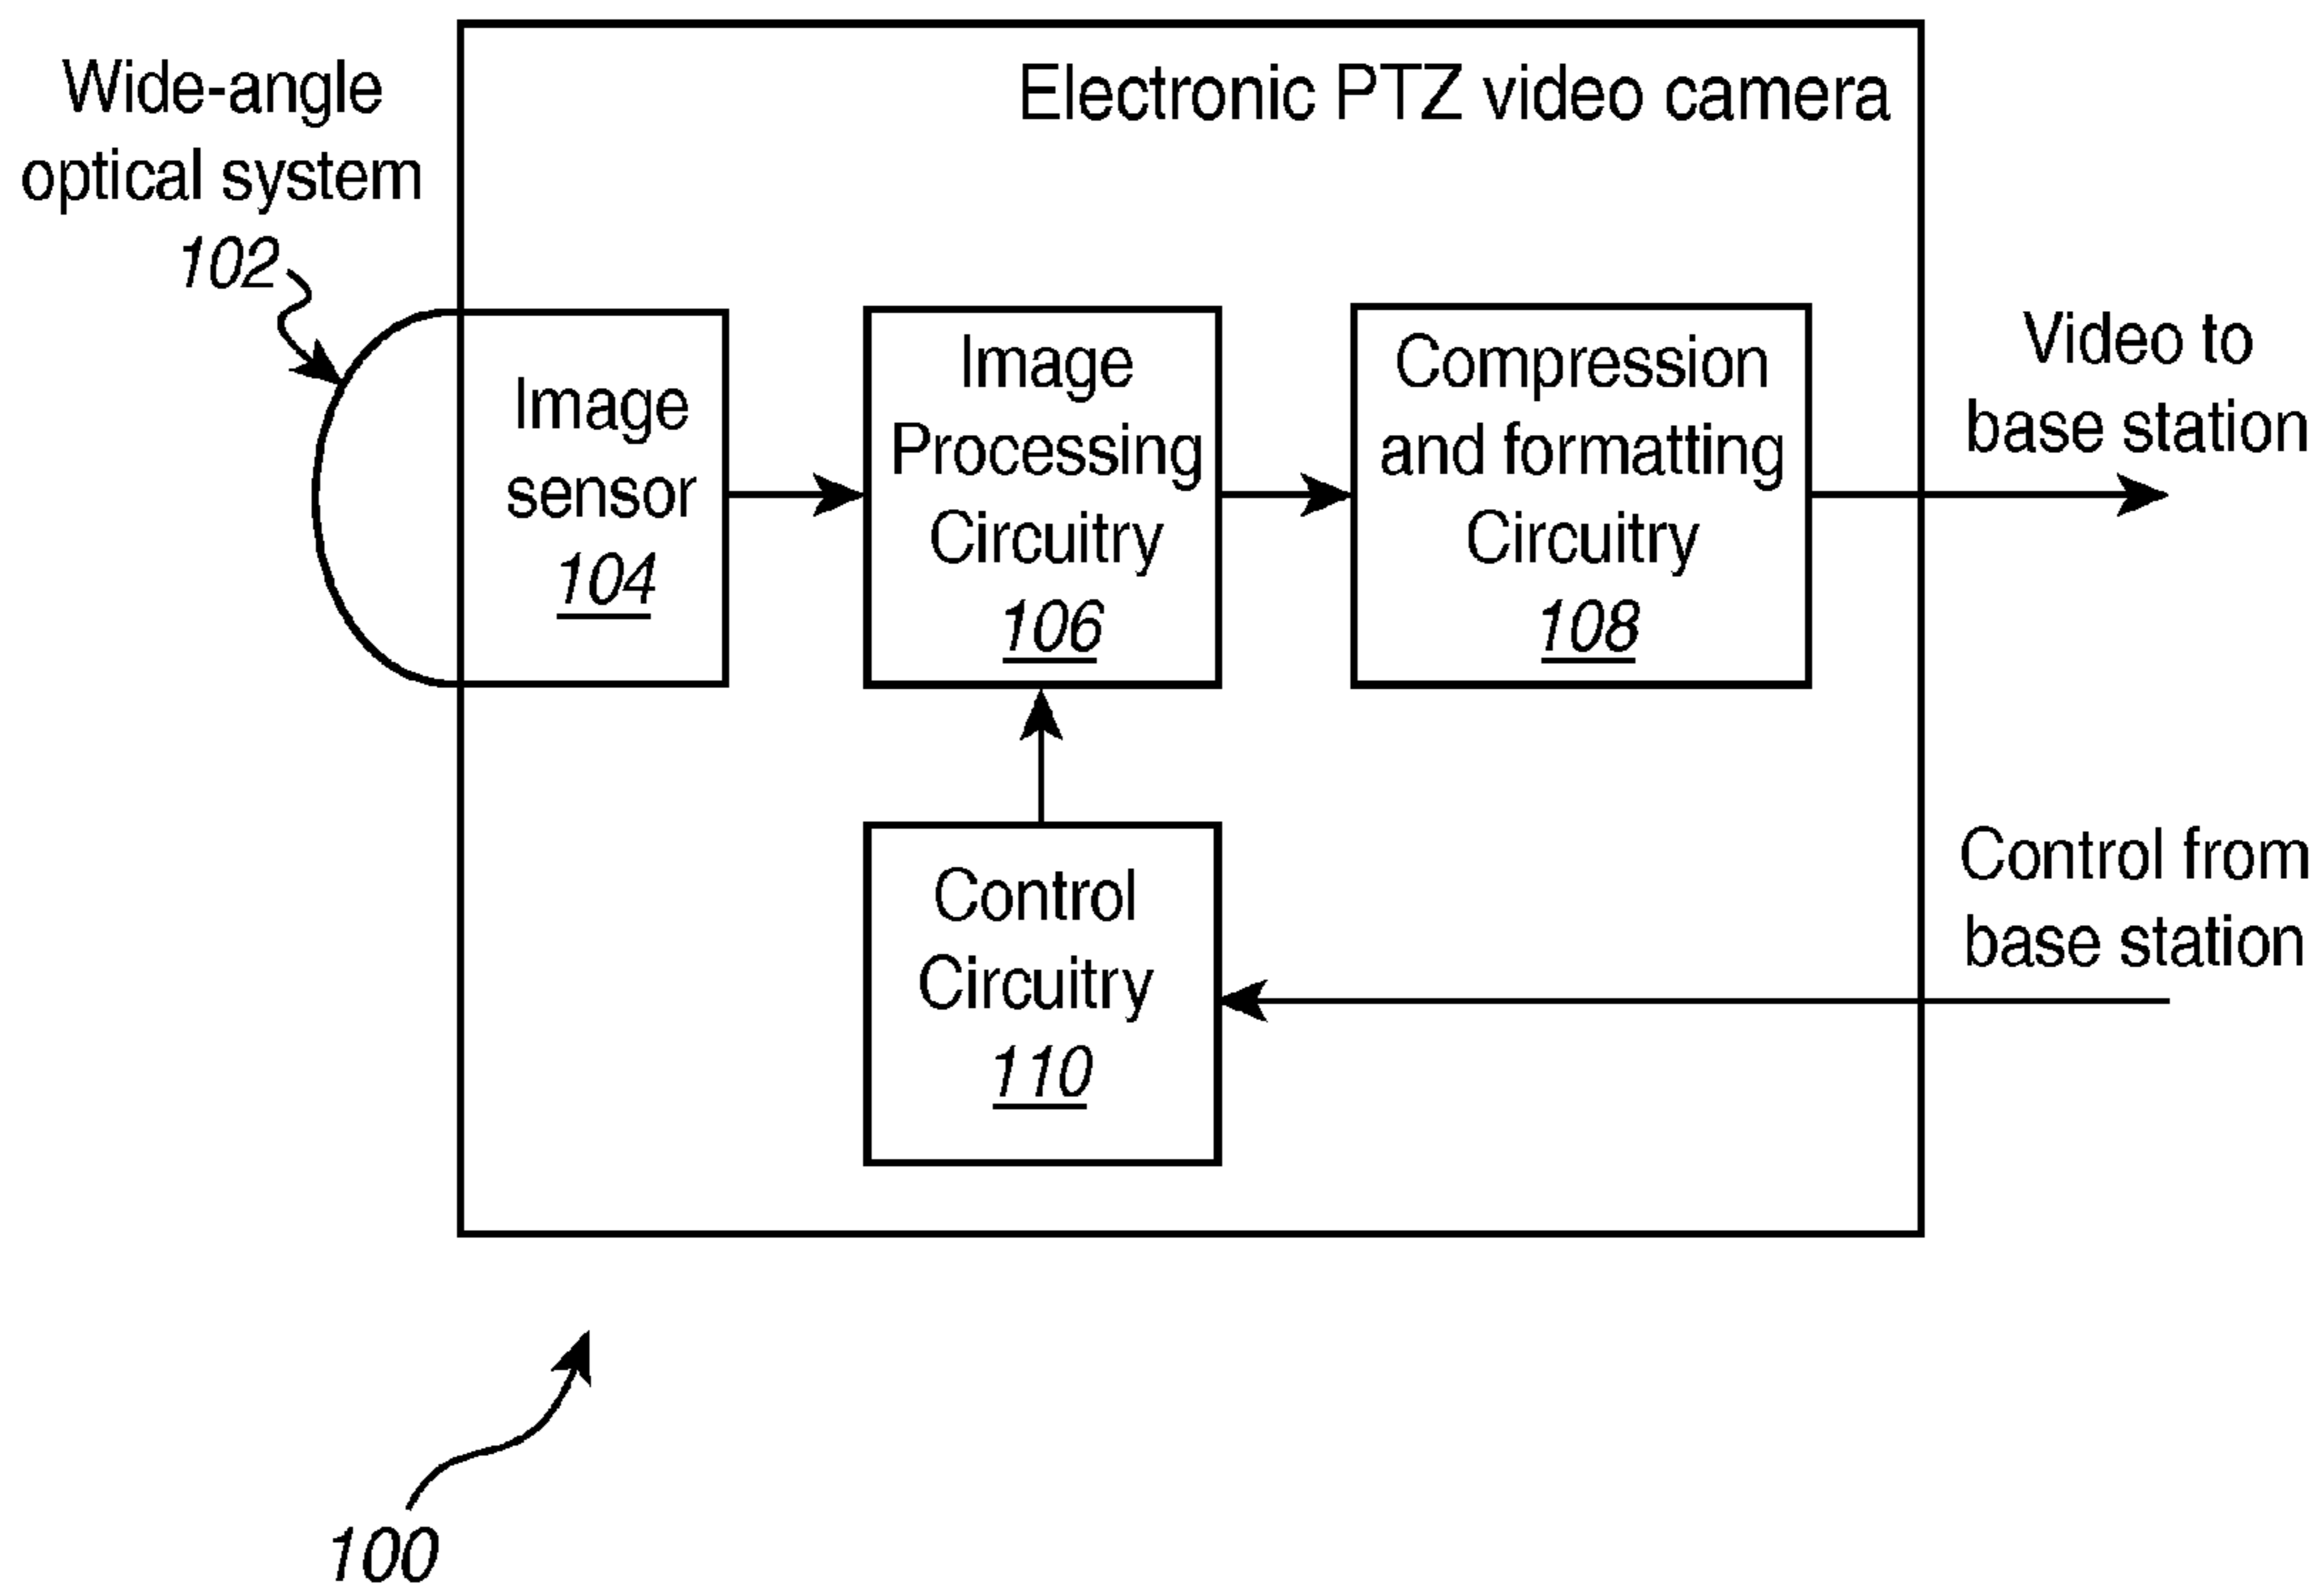 Electronic PTZ video camera
Wide-angle
optical system
102
Image
sensor
104
Image
Processing
Circuitry
106
Compression
and formatting
Circuitry
108
Video to
base station
Control
Circuitry
110
Control from
base station
100